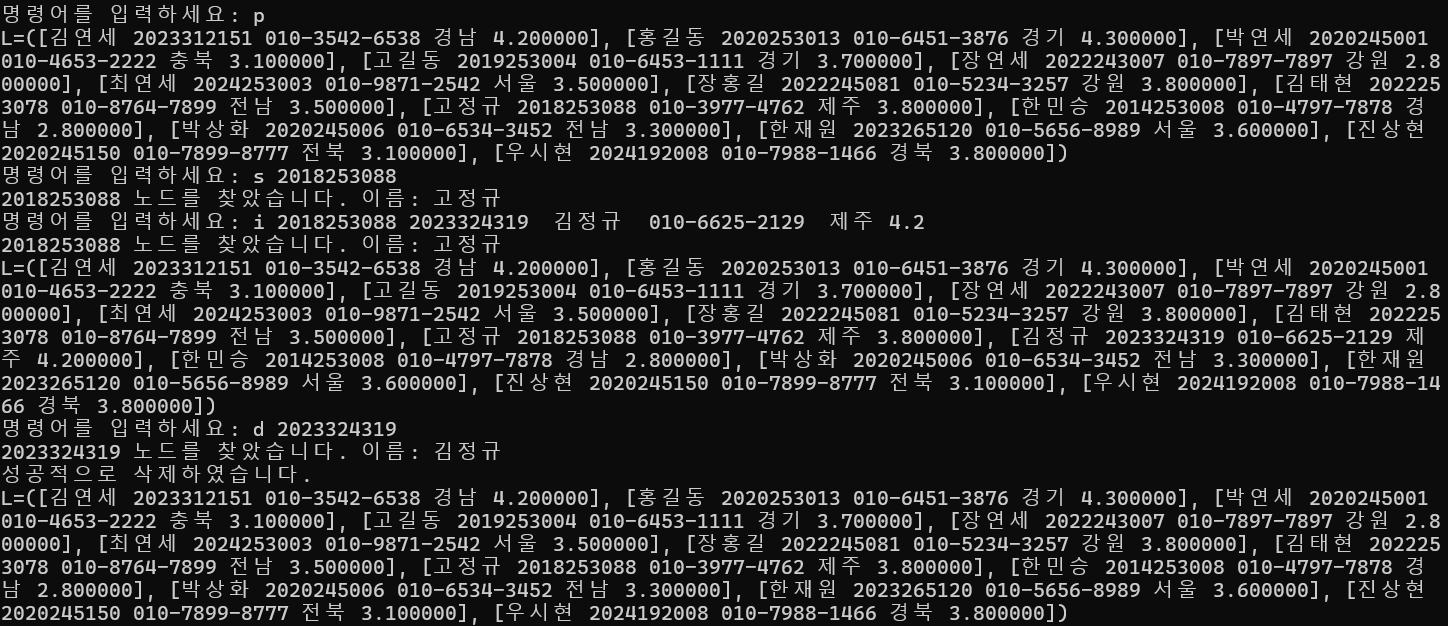 명령어를 입력하세요: p
L=([김연세 2023312151 010-3542-6538 경남 4.200000], [홍길동 2020253013 010-6451-3876 경기 4.300000], [박연세 2020245001
010-4653-2222 충북 3.100000], [고길동 2019253004 010-6453-1111 경기 3.700000], [장연세 2022243007 010-7897-7897 강원 2.8
00000], [최연세 2024253003 010-9871-2542 서울 3.500000], [장홍길 2022245081 010-5234-3257 강원 3.800000], [김태현 202225
3078 010-8764-7899 전남 3.500000], [고정규 2018253088 010-3977-4762 제주 3.800000], [한민승 2014253008 010-4797-7878 경
남 2.800000], [박상화 2020245006 010-6534-3452 전남 3.300000], [한재원 2023265120 010-5656-8989 서울 3.600000], [진상현
2020245150 010-7899-8777 전북 3.100000], [우시현 2024192008 010-7988-1466 경북 3.800000])
명령어를 입력하세요: s 2018253088
2018253088 노드를 찾았습니다. 이름: 고정규
명령어를 입력하세요: i 2018253088 2023324319  김정규  010-6625-2129  제주 4.2
2018253088 노드를 찾았습니다. 이름: 고정규
L=([김연세 2023312151 010-3542-6538 경남 4.200000], [홍길동 2020253013 010-6451-3876 경기 4.300000], [박연세 2020245001
010-4653-2222 충북 3.100000], [고길동 2019253004 010-6453-1111 경기 3.700000], [장연세 2022243007 010-7897-7897 강원 2.8
00000], [최연세 2024253003 010-9871-2542 서울 3.500000], [장홍길 2022245081 010-5234-3257 강원 3.800000], [김태현 202225
3078 010-8764-7899 전남 3.500000], [고정규 2018253088 010-3977-4762 제주 3.800000], [김정규 2023324319 010-6625-2129 제
주 4.200000], [한민승 2014253008 010-4797-7878 경남 2.800000], [박상화 2020245006 010-6534-3452 전남 3.300000], [한재원
2023265120 010-5656-8989 서울 3.600000], [진상현 2020245150 010-7899-8777 전북 3.100000], [우시현 2024192008 010-7988-14
66 경북 3.800000])
명령어를 입력하세요: d 2023324319
2023324319 노드를 찾았습니다. 이름: 김정규
성공적으로 삭제하였습니다.
L=([김연세 2023312151 010-3542-6538 경남 4.200000], [홍길동 2020253013 010-6451-3876 경기 4.300000], [박연세 2020245001
010-4653-2222 충북 3.100000], [고길동 2019253004 010-6453-1111 경기 3.700000], [장연세 2022243007 010-7897-7897 강원 2.8
00000], [최연세 2024253003 010-9871-2542 서울 3.500000], [장홍길 2022245081 010-5234-3257 강원 3.800000], [김태현 202225
3078 010-8764-7899 전남 3.500000], [고정규 2018253088 010-3977-4762 제주 3.800000], [한민승 2014253008 010-4797-7878 경
남 2.800000], [박상화 2020245006 010-6534-3452 전남 3.300000], [한재원 2023265120 010-5656-8989 서울 3.600000], [진상현
2020245150 010-7899-8777 전북 3.100000], [우시현 2024192008 010-7988-1466 경북 3.800000])